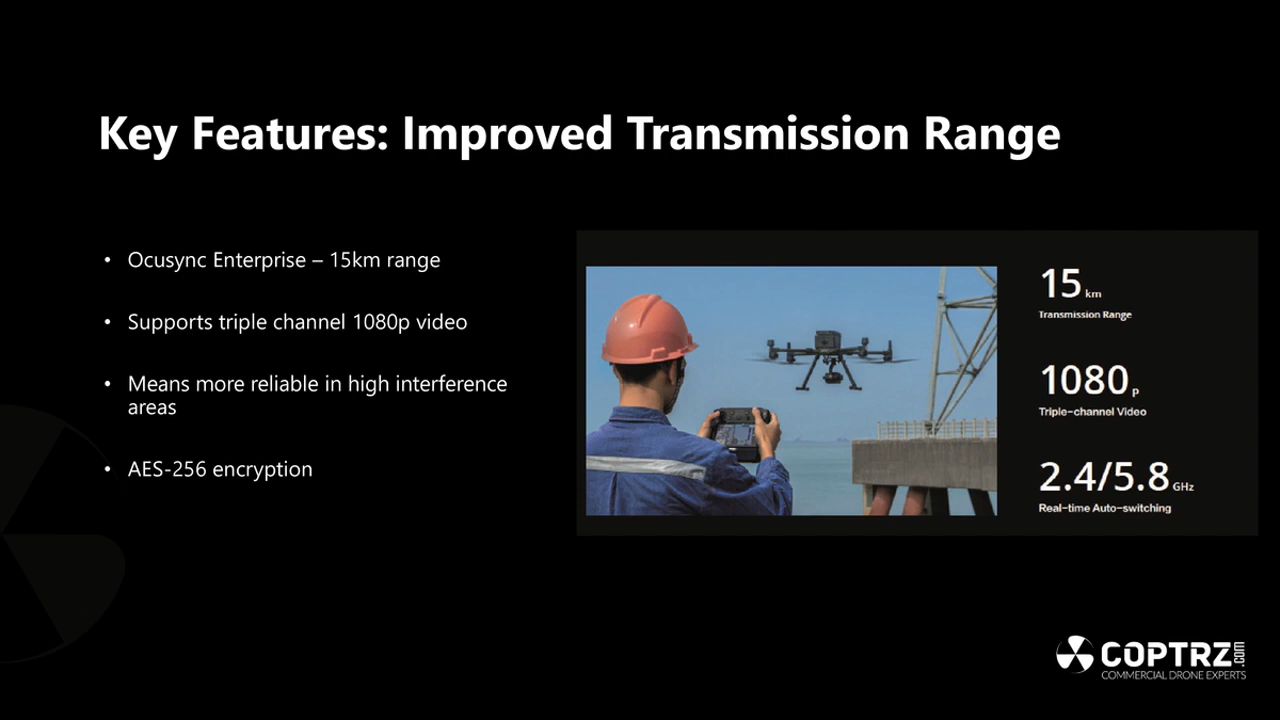 Key Features: Improved Transmission Range
• Ocusync Enterprise – 15km range
• Supports triple channel 1080p video
• Means more reliable in high interference
areas
• AES-256 encryption
15 km
Transmission Range
1080 p
Triple-channel Video
2.4/5.8 GHz
Real-time Auto-switching
COPTRZ.com
COMMERCIAL DRONE EXPERTS